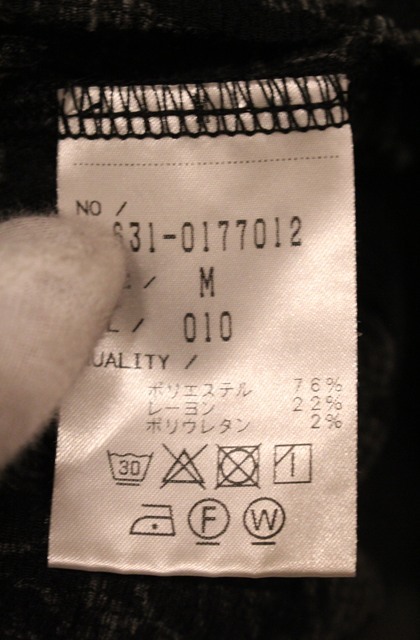 NO /
631-0177012
/ M
/ 010
QUALITY /
ポリエステル 76%
レーヨン 22%
ポリウレタン 2%
30
F W